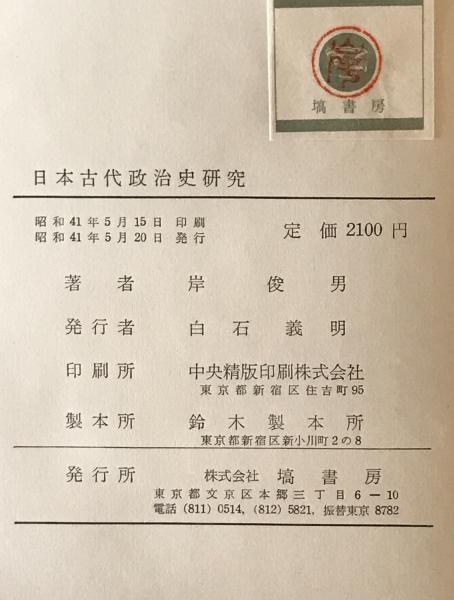 塙書房
日本古代政治史研究
昭和41年5月15日 印刷
昭和41年5月20日 発行
定価 2100円
著者 岸俊男
発行者 白石義明
印刷所 中央精版印刷株式会社
東京都新宿区住吉町95
製本所 鈴木製本所
東京都新宿区新小川町2の8
発行所 株式会社 塙書房
東京都文京区本郷三丁目6—10
電話 (811) 0514, (812) 5821, 振替東京 8782